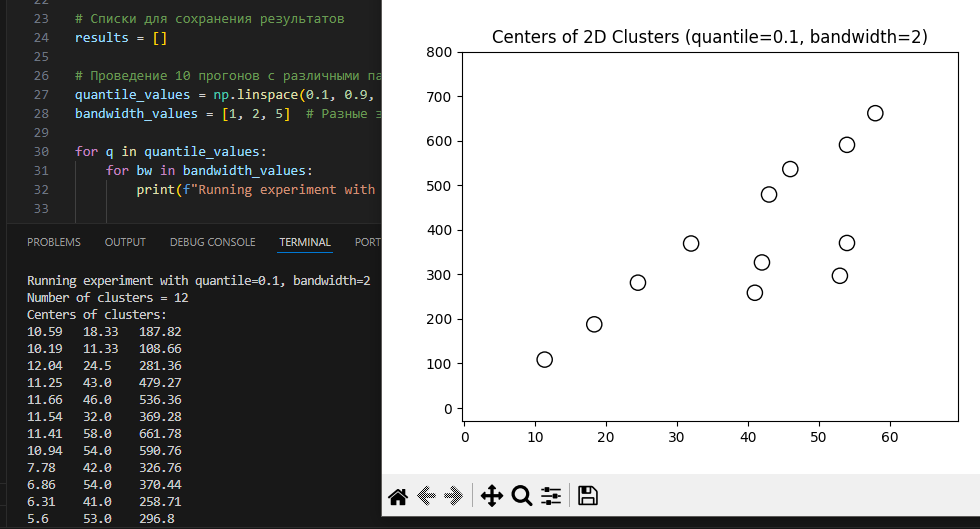 23 # Списки для сохранения результатов
24 results = []
25
26 # Проведение 10 прогонов с различными па
27 quantile_values = np.linspace(0.1, 0.9,
28 bandwidth_values = [1, 2, 5] # Разные з
29
30 for q in quantile_values:
31 for bw in bandwidth_values:
32 print(f"Running experiment with
33
PROBLEMS OUTPUT DEBUG CONSOLE TERMINAL PORT
Running experiment with quantile=0.1, bandwidth=2
Number of clusters = 12
Centers of clusters:
10.59 18.33 187.82
10.19 11.33 108.66
12.04 24.5 281.36
11.25 43.0 479.27
11.66 46.0 536.36
11.54 32.0 369.28
11.41 58.0 661.78
10.94 54.0 590.76
7.78 42.0 326.76
6.86 54.0 370.44
6.31 41.0 258.71
5.6 53.0 296.8
Centers of 2D Clusters (quantile=0.1, bandwidth=2)
800
700
600
500
400
300
200
100
0
0 10 20 30 40 50 60